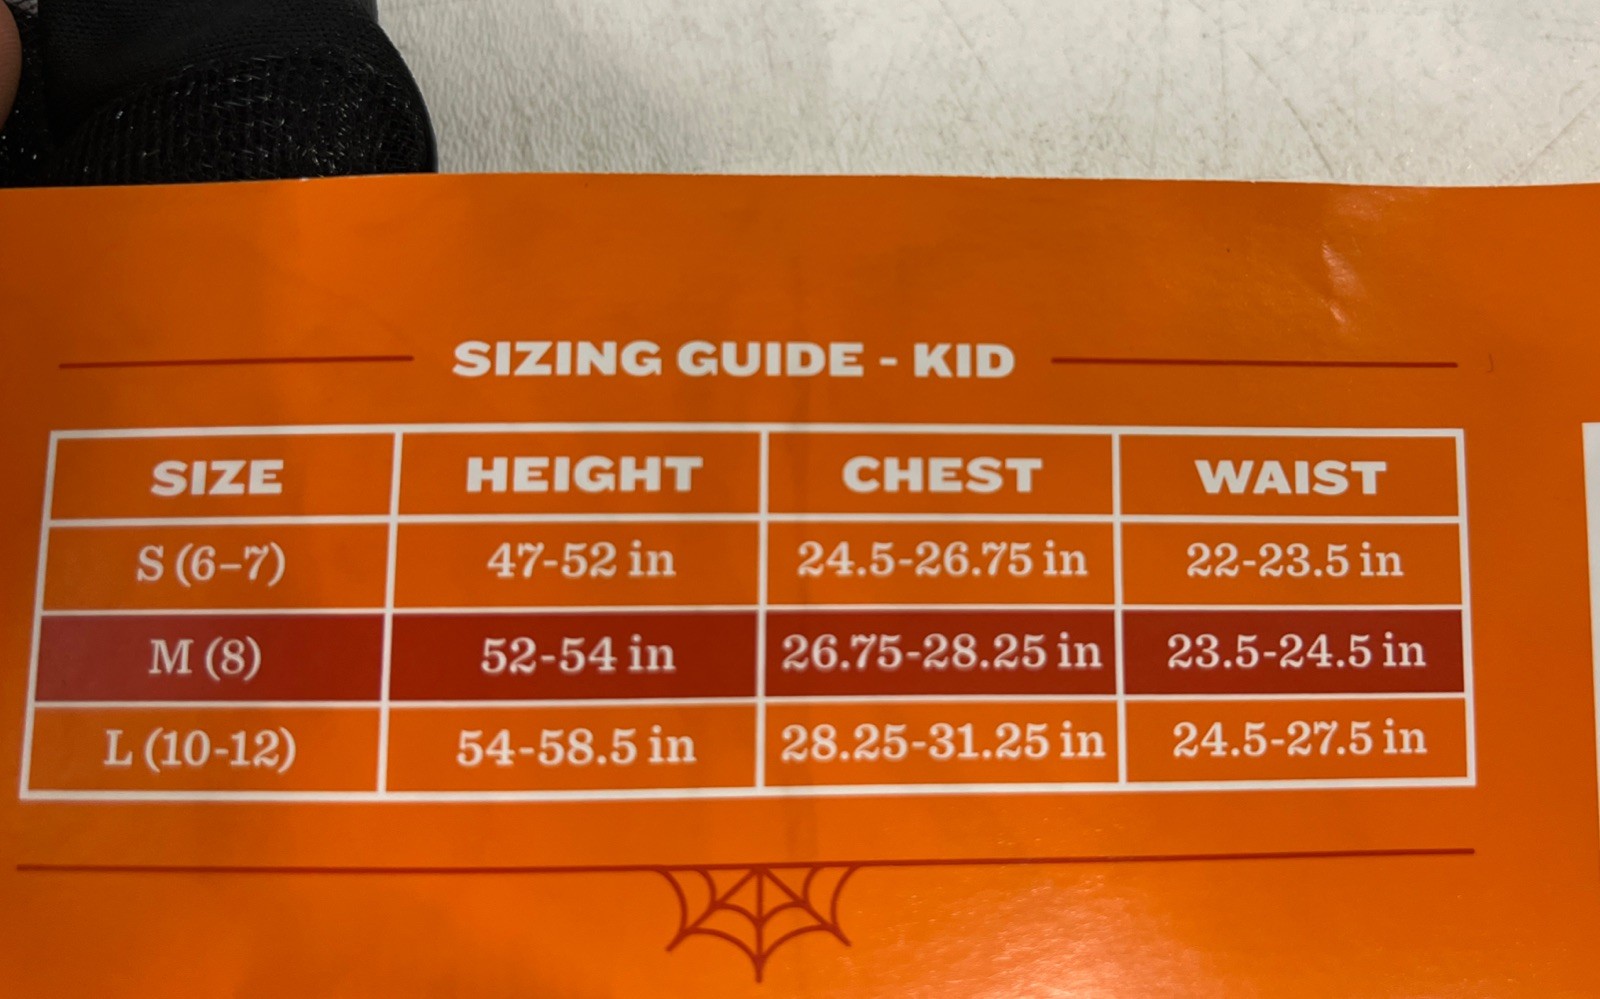 SIZING GUIDE - KID
SIZE HEIGHT CHEST WAIST
S (6-7) 47-52 in 24.5-26.75 in 22-23.5 in
M (8) 52-54 in 26.75-28.25 in 23.5-24.5 in
L (10-12) 54-58.5 in 28.25-31.25 in 24.5-27.5 in